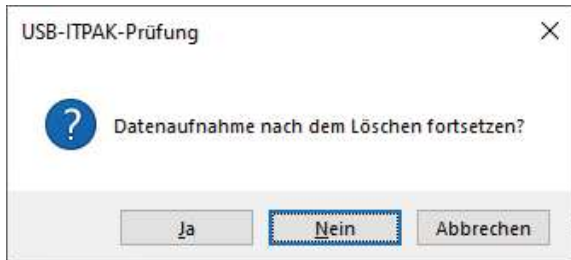 USB-ITPAK-Prüfung
Datenaufnahme nach dem Löschen fortsetzen?
Ja Nein Abbrechen